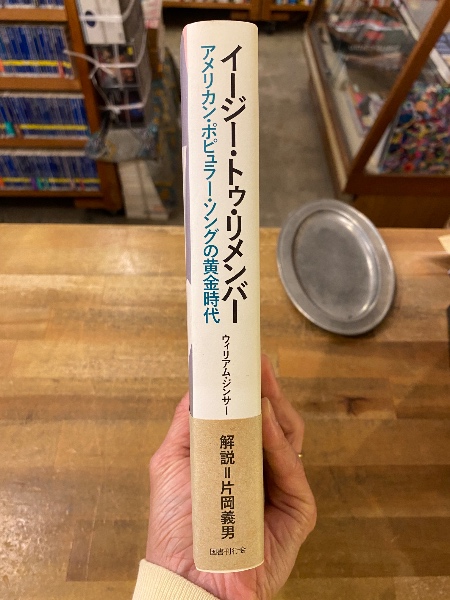 イージー・トゥ・リメンバー
アメリカン・ポピュラー・ソングの黄金時代
ウィリアム・ジンサー
解説＝片岡義男
国書刊行会